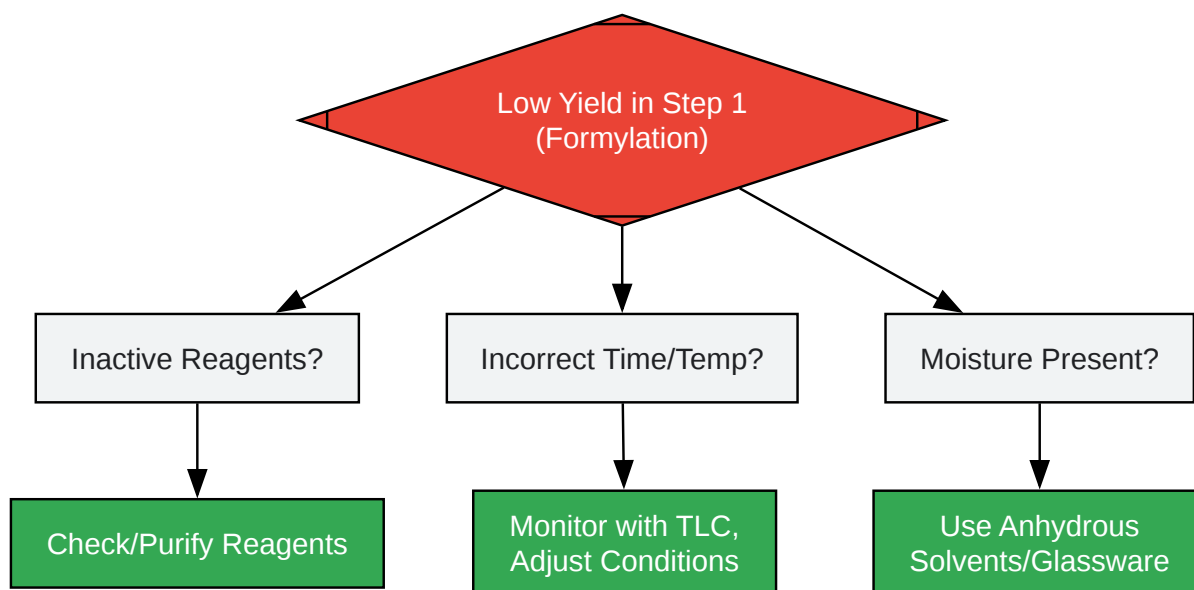 Low Yield in Step 1
(Formylation)
Inactive Reagents?
Incorrect Time/Temp?
Moisture Present?
Check/Purify Reagents
Monitor with TLC,
Adjust Conditions
Use Anhydrous
Solvents/Glassware